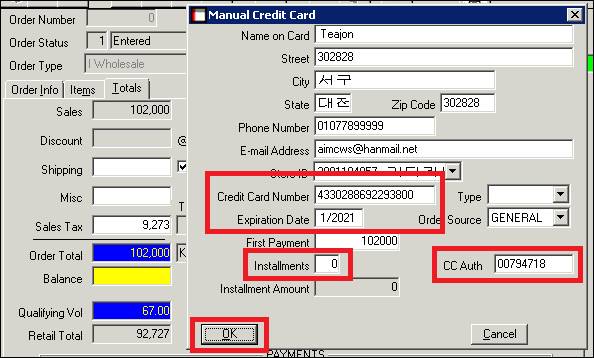 Manual Credit Card
Order Number 0
Order Status 1 Entered
Order Type Wholesale
Order Info Items Totals
Sales 102,000
Discount @
Shipping
Misc
Sales Tax 9,273
Order Total 102,000
Balance
Qualifying Vol 67.00
Retail Total 92,727
Name on Card Teajon
Street 302828
City 서구
State 대전 Zip Code 302828
Phone Number 01077899999
E-mail Address aimcws@hanmail.net
Store ID
Credit Card Number 4330288692293800 Type
Expiration Date 1/2021 Order Source GENERAL
First Payment 102000
Installments 0 CC Auth 00794718
Installment Amount 0
OK Cancel
PAYMENTS